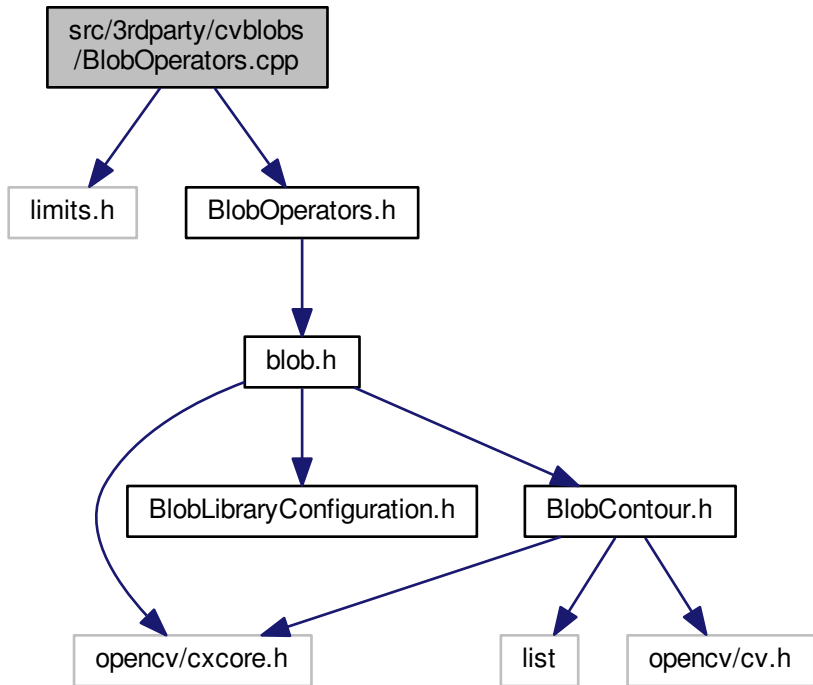 src/3rdparty/cvblobs
/BlobOperators.cpp
limits.h
BlobOperators.h
blob.h
BlobLibraryConfiguration.h
BlobContour.h
opencv/cxcore.h
list
opencv/cv.h